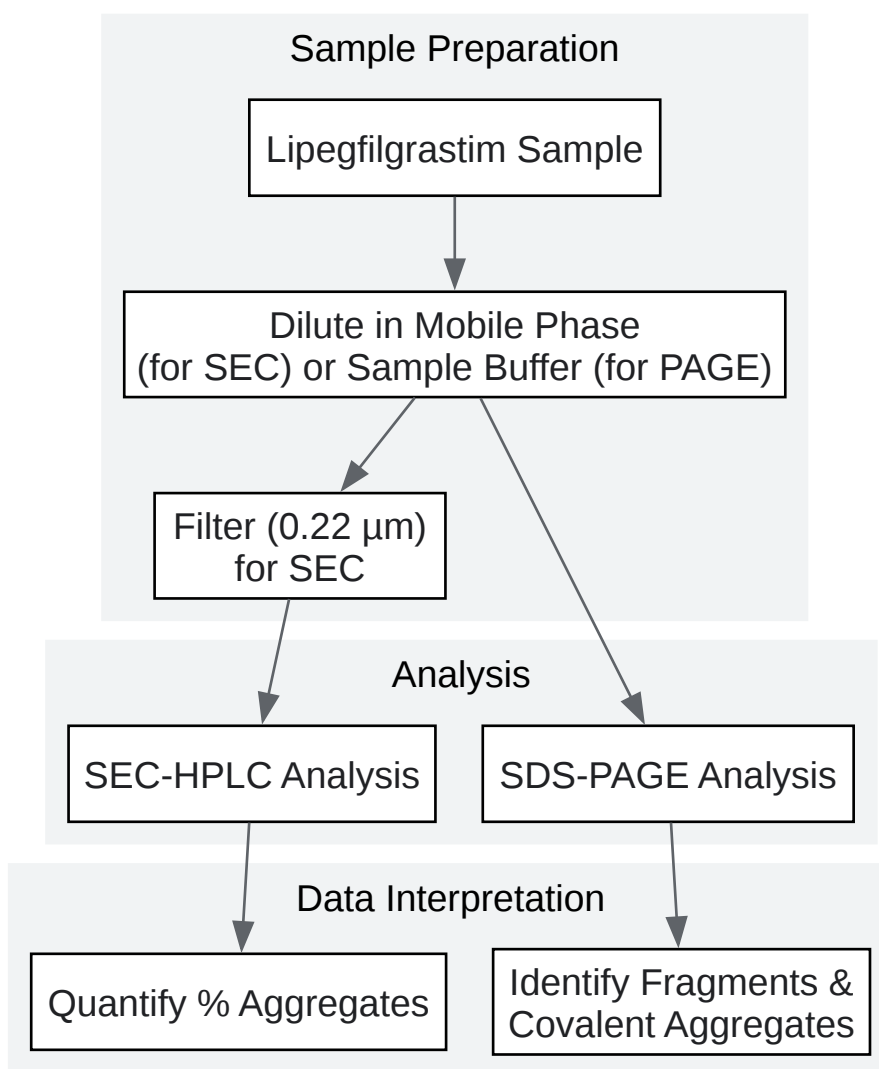 Sample Preparation
Lipegfilgrastim Sample
Dilute in Mobile Phase
(for SEC) or Sample Buffer (for PAGE)
Filter (0.22 µm)
for SEC
Analysis
SEC-HPLC Analysis
SDS-PAGE Analysis
Data Interpretation
Quantify % Aggregates
Identify Fragments &
Covalent Aggregates